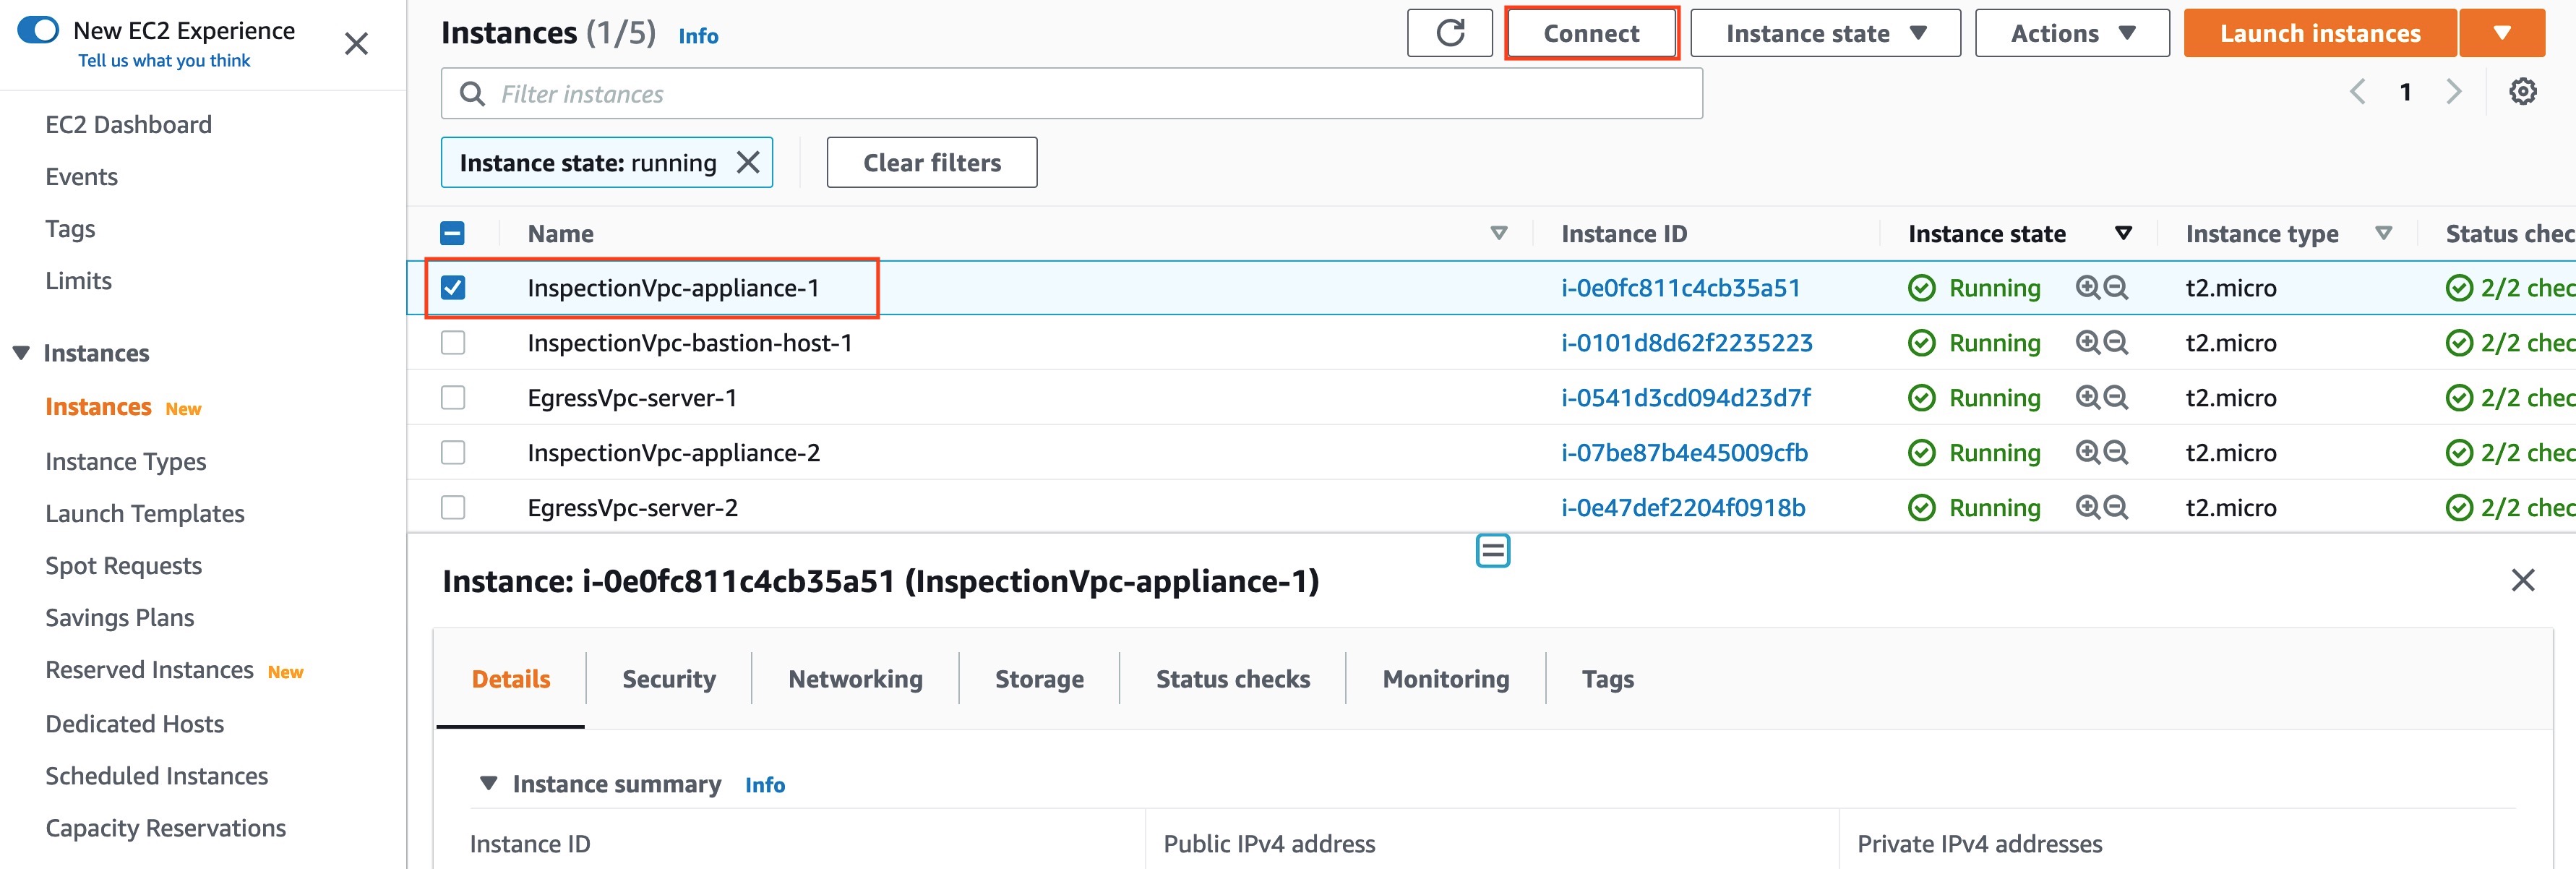 New EC2 Experience
Tell us what you think
EC2 Dashboard
Events
Tags
Limits
Instances
Instances New
Instance Types
Launch Templates
Spot Requests
Savings Plans
Reserved Instances New
Dedicated Hosts
Scheduled Instances
Capacity Reservations
Instances (1/5) Info
Connect
Instance state
Actions
Launch instances
Filter instances
1
Instance state: running
Clear filters
Name Instance ID Instance state Instance type Status chec
InspectionVpc-appliance-1 i-0e0fc811c4cb35a51 Running t2.micro 2/2 chec
InspectionVpc-bastion-host-1 i-0101d8d62f2235223 Running t2.micro 2/2 chec
EgressVpc-server-1 i-0541d3cd094d23d7f Running t2.micro 2/2 chec
InspectionVpc-appliance-2 i-07be87b4e45009cfb Running t2.micro 2/2 chec
EgressVpc-server-2 i-0e47def2204f0918b Running t2.micro 2/2 chec
Instance: i-0e0fc811c4cb35a51 (InspectionVpc-appliance-1)
Details Security Networking Storage Status checks Monitoring Tags
Instance summary Info
Instance ID Public IPv4 address Private IPv4 addresses